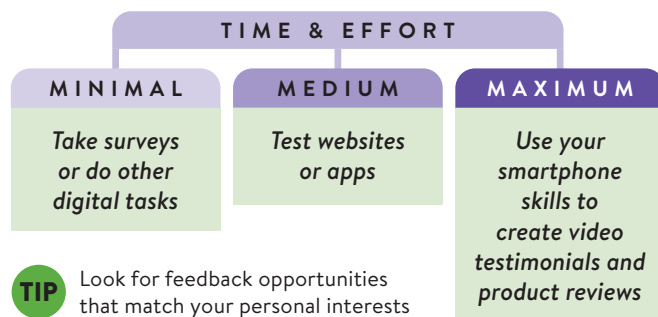 TIME & EFFORT
MINIMAL
Take surveys
or do other
digital tasks
MEDIUM
Test websites
or apps
MAXIMUM
Use your
smartphone
skills to
create video
testimonials and
product reviews
TIP
Look for feedback opportunities
that match your personal interests